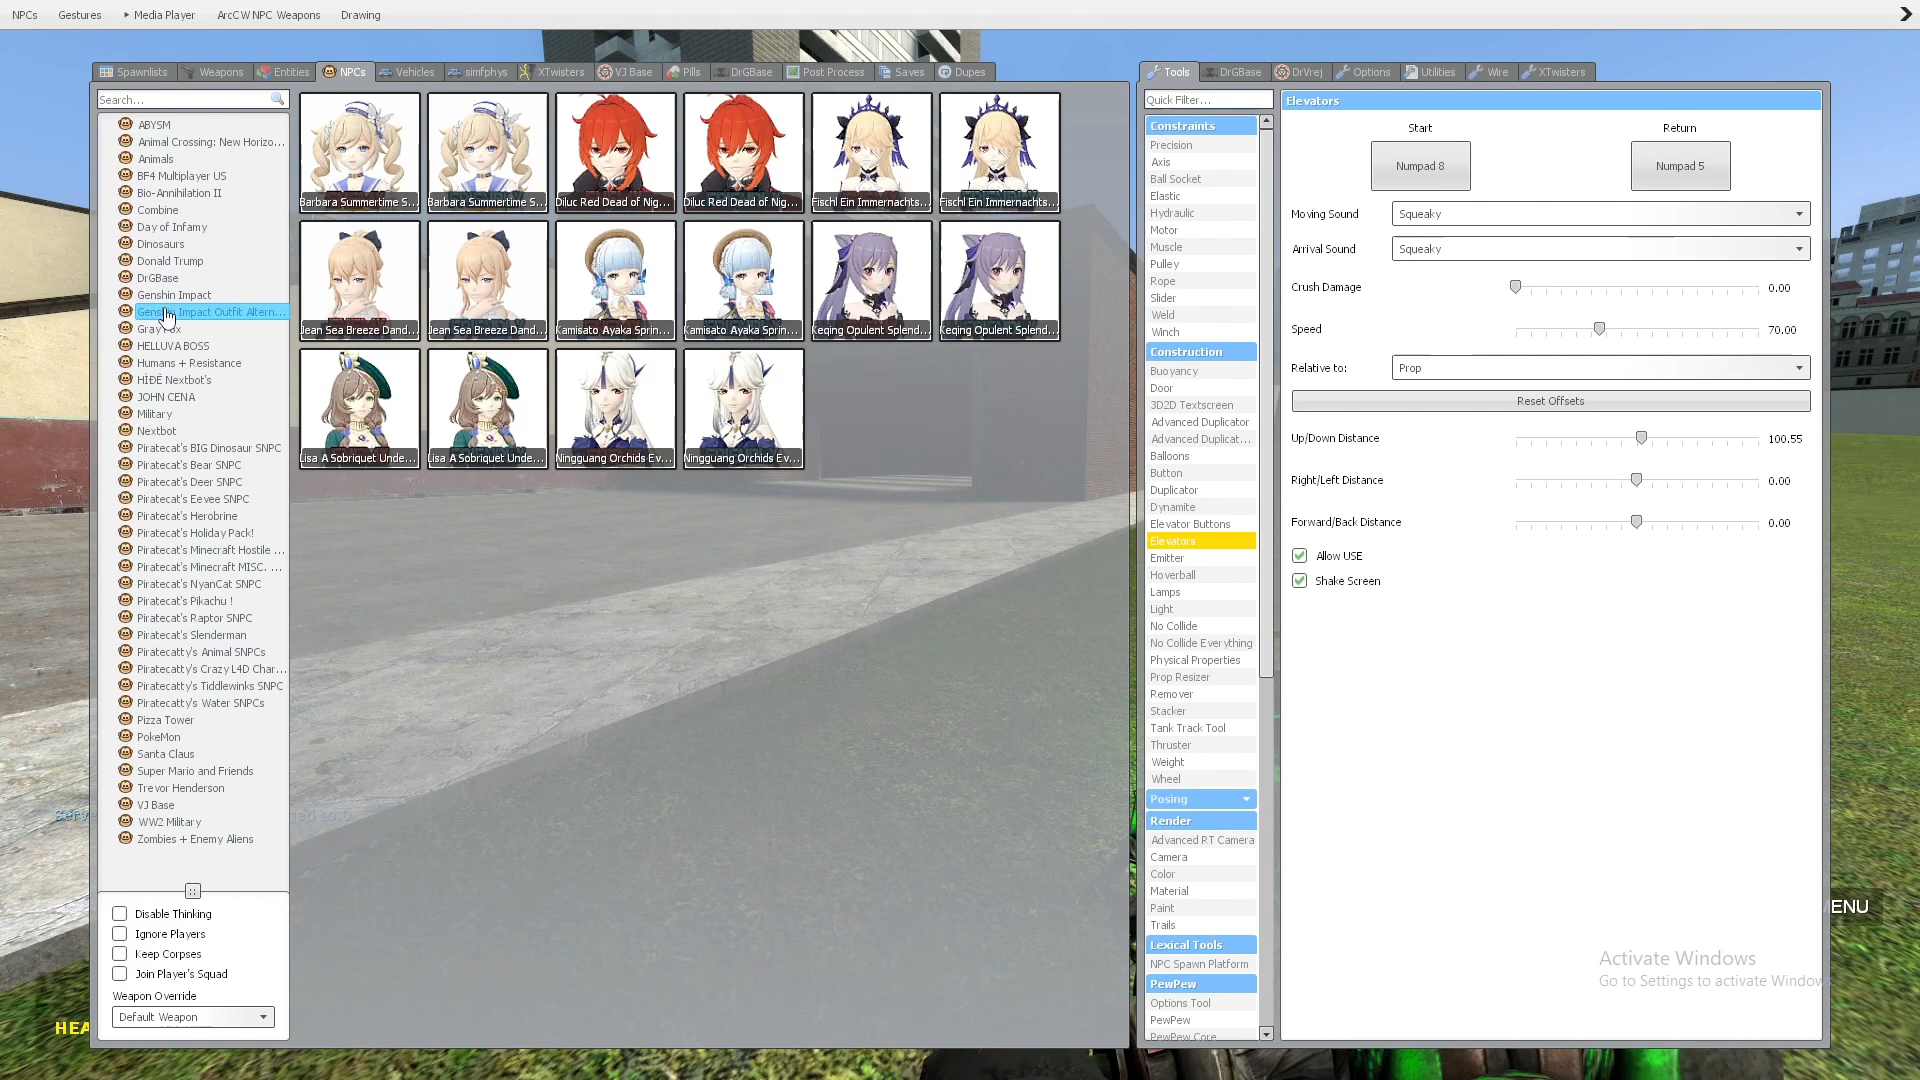 NPCs Gestures Media Player ArcCW NPC Weapons Drawing
Spawnlists Weapons Entities NPCs Vehicles simfphys XTwisters VJ Base Pills DrGBase Post Process Saves Dupes
Search...
ABYSM
Animal Crossing: New Horizo...
Animals
BF4 Multiplayer US
Bio-Annihilation II
Combine
Day of Infamy
Dinosaurs
Donald Trump
DrGBase
Genshin Impact
Genshin Impact Outfit Altern...
Gray Fox
HELLUVA BOSS
Humans + Resistance
HÌĐÈ Nextbot's
JOHN CENA
Military
Nextbot
Piratecat's BIG Dinosaur SNPC
Piratecat's Bear SNPC
Piratecat's Deer SNPC
Piratecat's Eevee SNPC
Piratecat's Herobrine
Piratecat's Holiday Pack!
Piratecat's Minecraft Hostile ...
Piratecat's Minecraft MISC. ...
Piratecat's NyanCat SNPC
Piratecat's Pikachu !
Piratecat's Raptor SNPC
Piratecat's Slenderman
Piratecatty's Animal SNPCs
Piratecatty's Crazy L4D Char...
Piratecatty's Tiddlewinks SNPC
Piratecatty's Water SNPCs
Pizza Tower
PokeMon
Santa Claus
Super Mario and Friends
Trevor Henderson
VJ Base
WW2 Military
Zombies + Enemy Aliens
Disable Thinking
Ignore Players
Keep Corpses
Join Player's Squad
Weapon Override
Default Weapon
HEA
Barbara Summertime S... Barbara Summertime S... Diluc Red Dead of Nig... Diluc Red Dead of Nig... Fischl Ein Immernachts... Fischl Ein Immernachts...
Jean Sea Breeze Dand... Jean Sea Breeze Dand... Kamisato Ayaka Sprin... Kamisato Ayaka Sprin... Keqing Opulent Splend... Keqing Opulent Splend...
Lisa A Sobriquet Unde... Lisa A Sobriquet Unde... Ningguang Orchids Ev... Ningguang Orchids Ev...
Tools DrGBase DrVrej Options Utilities Wire XTwisters
Quick Filter...
Constraints
Precision
Axis
Ball Socket
Elastic
Hydraulic
Motor
Muscle
Pulley
Rope
Slider
Weld
Winch
Construction
Buoyancy
Door
3D2D Textscreen
Advanced Duplicator
Advanced Duplicat...
Balloons
Button
Duplicator
Dynamite
Elevator Buttons
Elevators
Emitter
Hoverball
Lamps
Light
No Collide
No Collide Everything
Physical Properties
Prop Resizer
Remover
Stacker
Tank Track Tool
Thruster
Weight
Wheel
Posing
Render
Advanced RT Camera
Camera
Color
Material
Paint
Trails
Lexical Tools
NPC Spawn Platform
PewPew
Options Tool
PewPew
PewPew Core
Elevators
Start Return
Numpad 8 Numpad 5
Moving Sound Squeaky
Arrival Sound Squeaky
Crush Damage 0.00
Speed 70.00
Relative to: Prop
Reset Offsets
Up/Down Distance 100.55
Right/Left Distance 0.00
Forward/Back Distance 0.00
Allow USE
Shake Screen
ENU
Activate Windows
Go to Settings to activate Windows